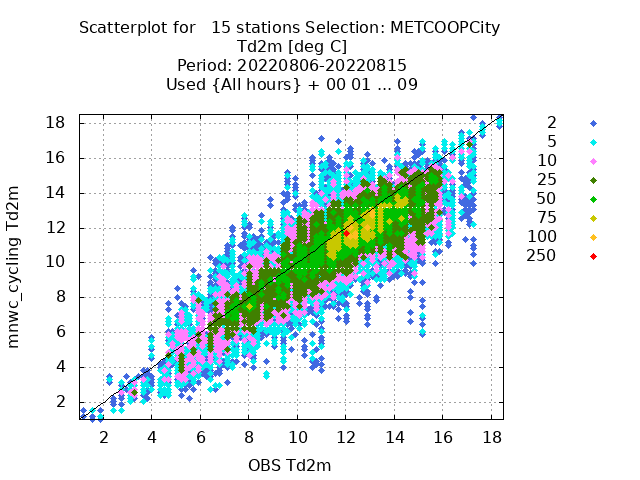 Scatterplot for   15 stations Selection: METCOOPCity
Td2m [deg C]
Period: 20220806-20220815
Used {All hours} + 00 01 ... 09
18
16
14
12
10
8
6
4
2
mnwc_cycling Td2m
2 4 6 8 10 12 14 16 18
OBS Td2m
2
5
10
25
50
75
100
250